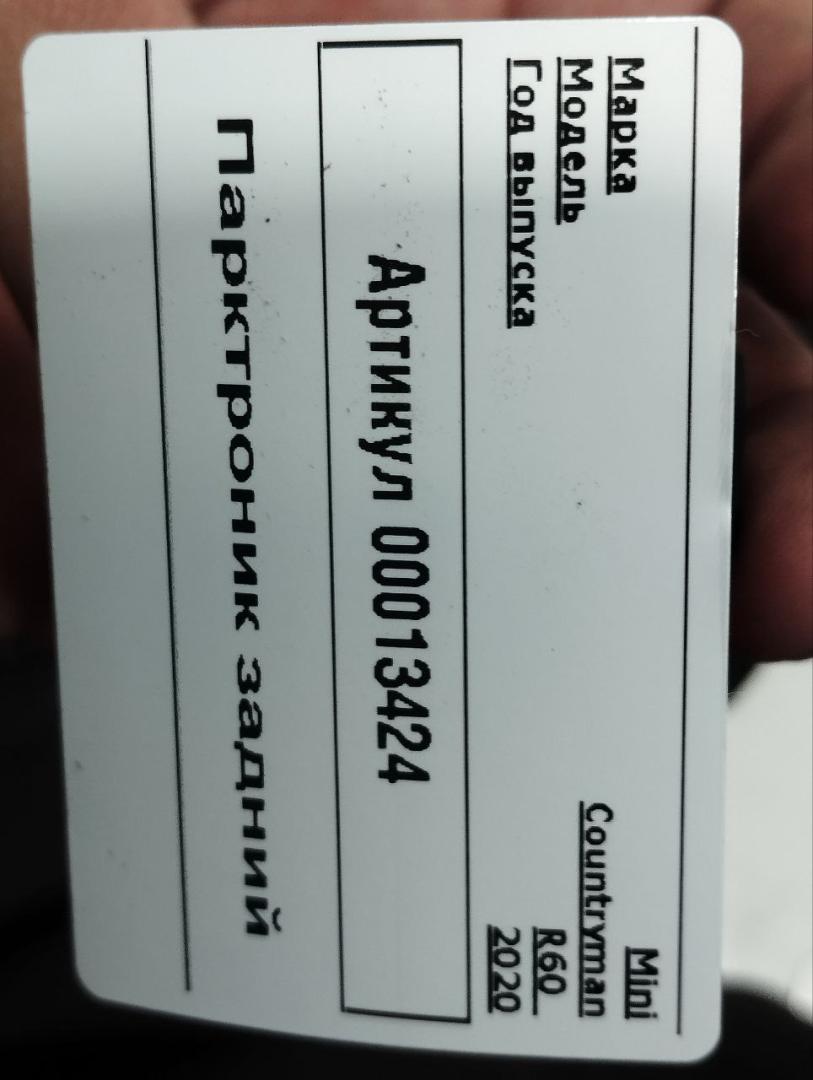 Марка Mini
Модель Countryman
R60
Год выпуска 2020
Артикул 00013424
Парктроник задний